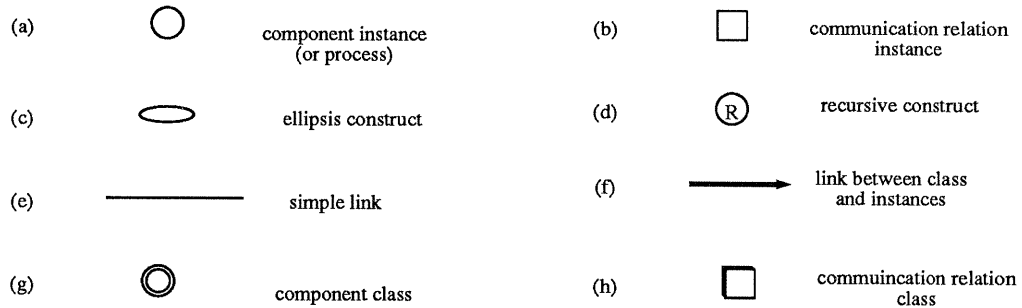 (a) component instance (b) communication relation
(or process) instance
(c) ellipsis construct (d) R recursive construct
(e) simple link (f) link between class
and instances
(g) component class (h) commuincation relation
class